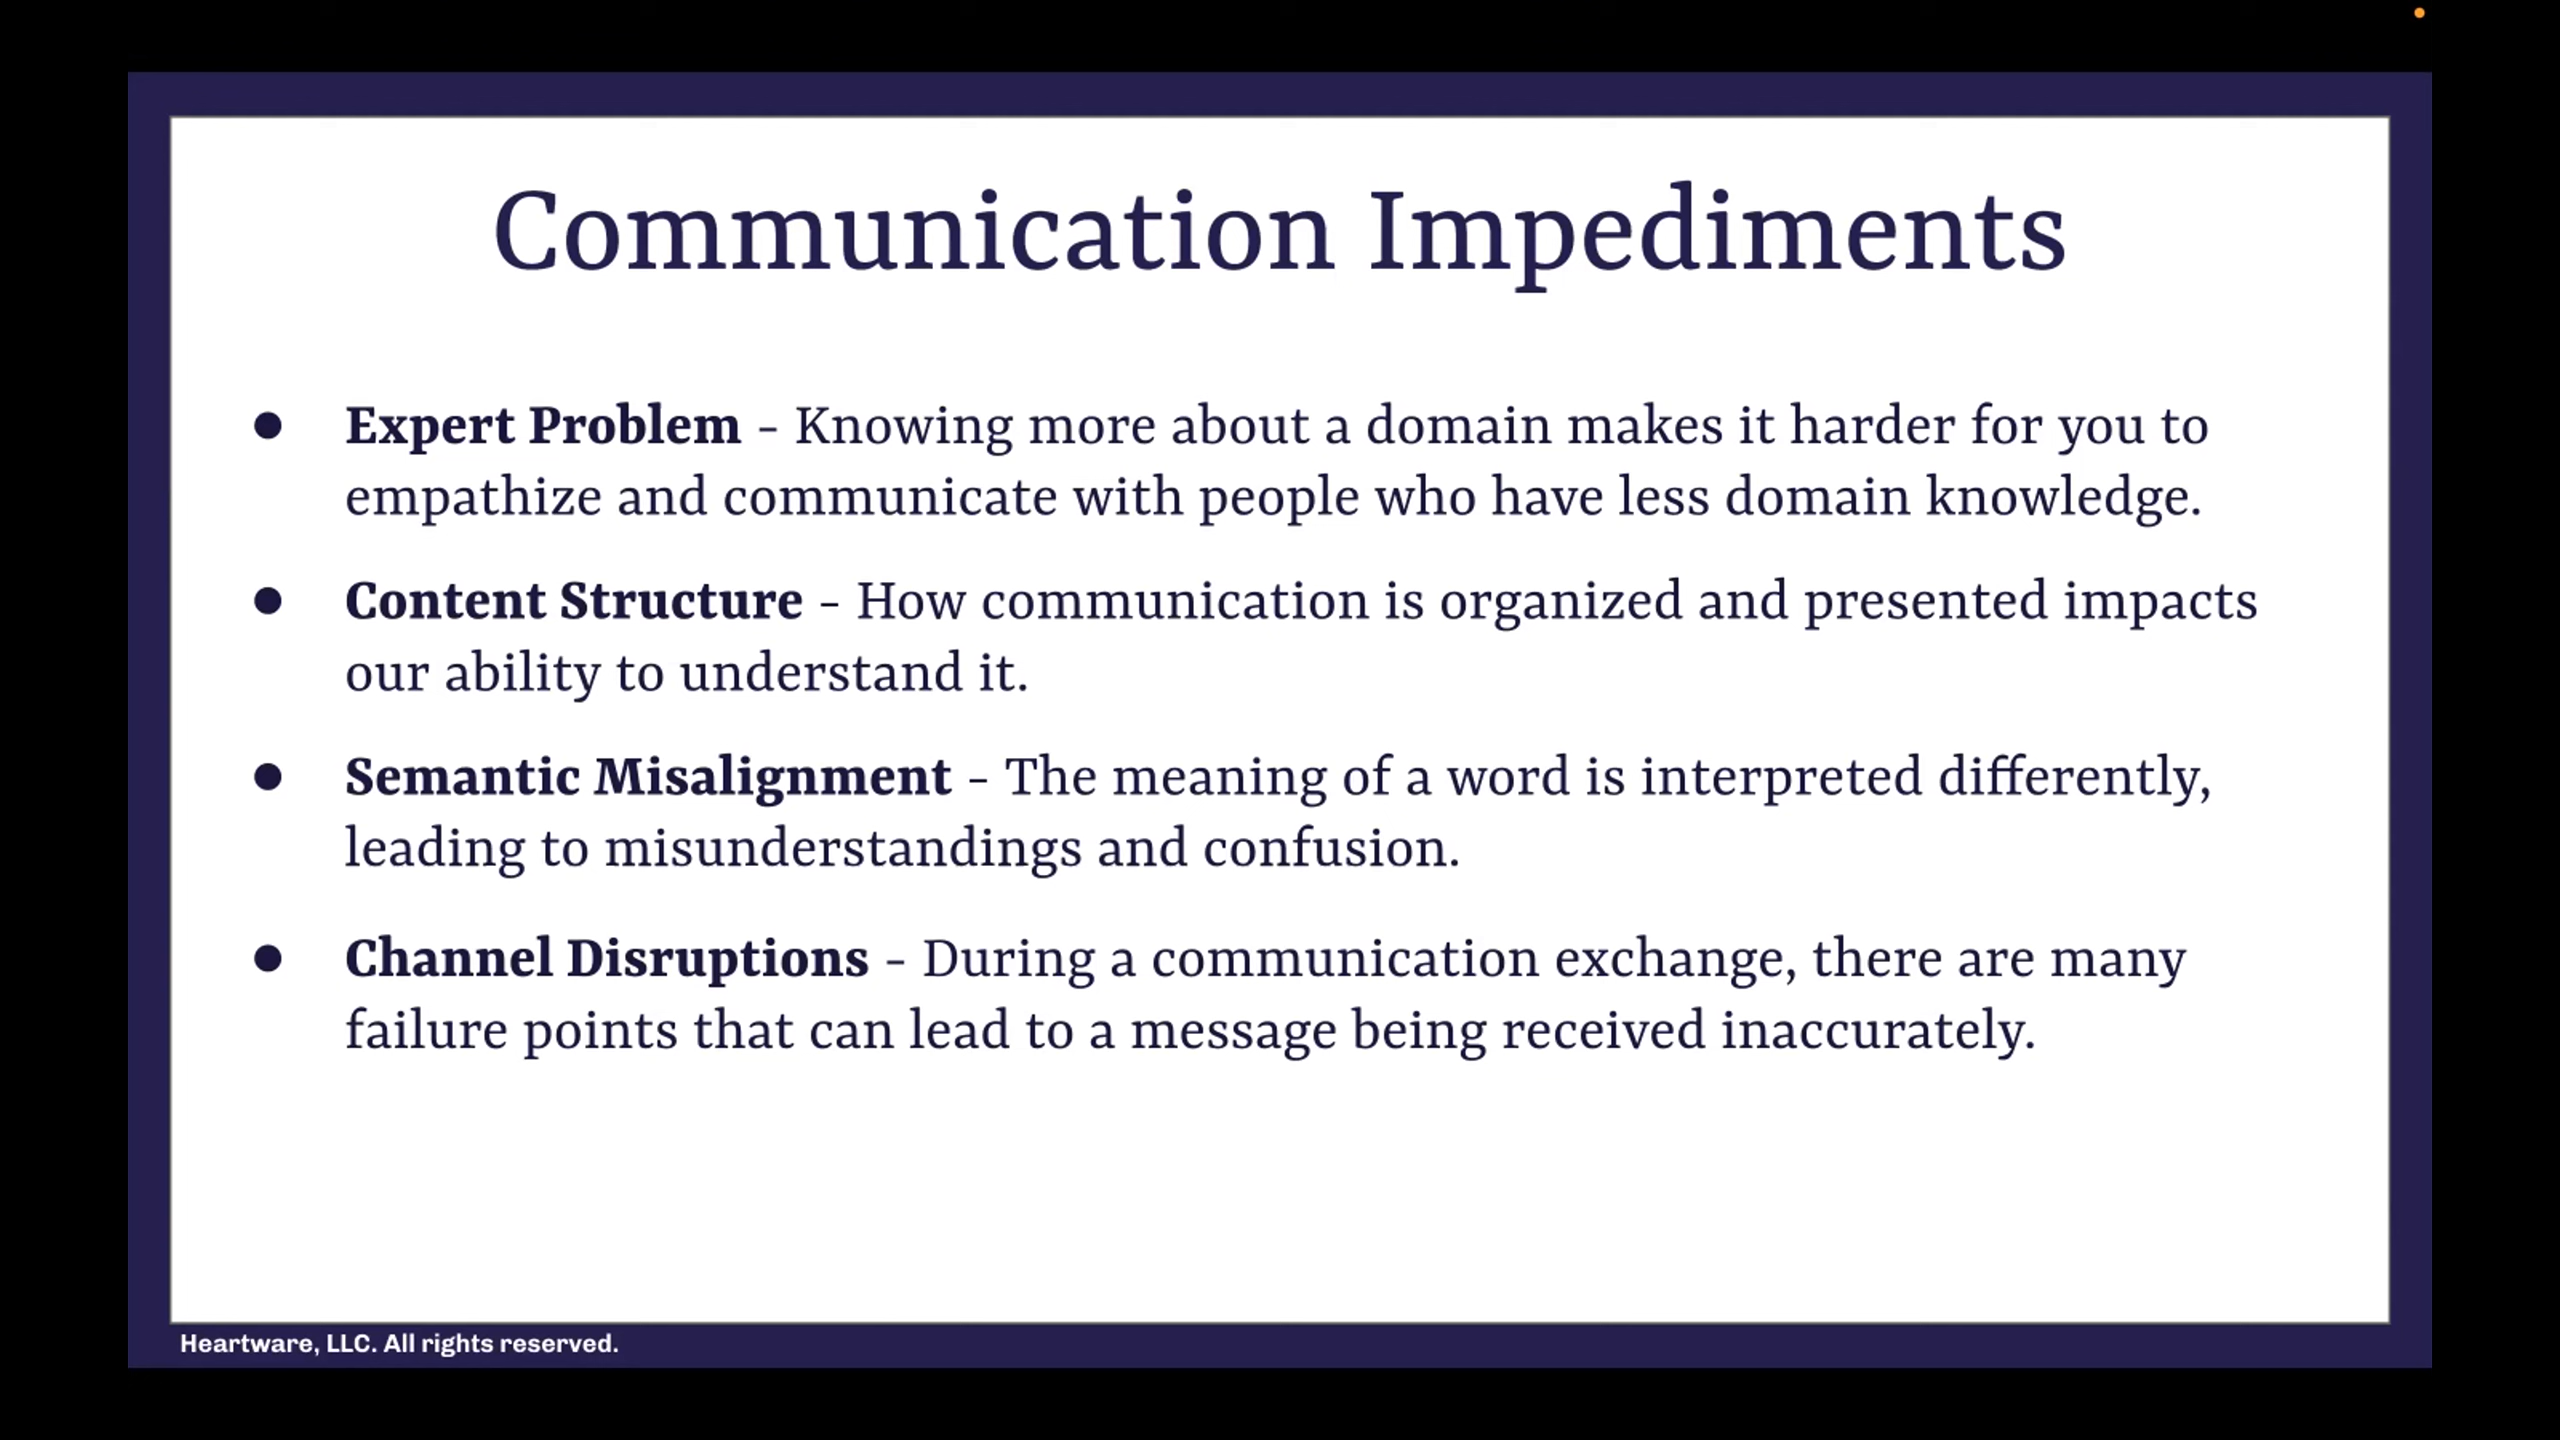 Communication Impediments
● Expert Problem - Knowing more about a domain makes it harder for you to
empathize and communicate with people who have less domain knowledge.
● Content Structure - How communication is organized and presented impacts
our ability to understand it.
● Semantic Misalignment - The meaning of a word is interpreted differently,
leading to misunderstandings and confusion.
● Channel Disruptions - During a communication exchange, there are many
failure points that can lead to a message being received inaccurately.
Heartware, LLC. All rights reserved.